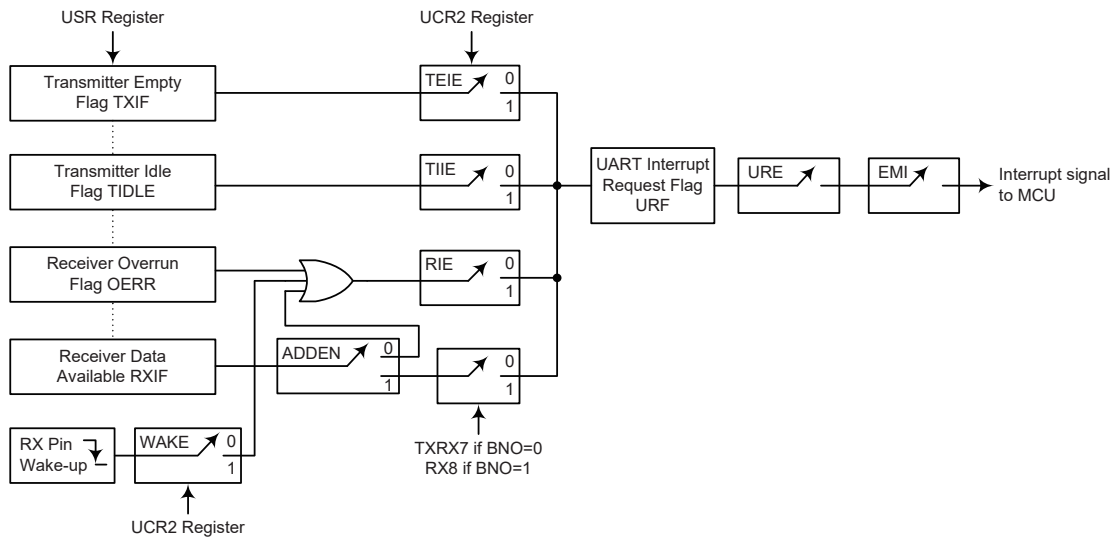 USR Register
UCR2 Register
Transmitter Empty
Flag TXIF
TEIE
0
1
Transmitter Idle
Flag TIDLE
TIIE
0
1
UART Interrupt
Request Flag
URF
URE
EMI
Interrupt signal
to MCU
Receiver Overrun
Flag OERR
RIE
0
1
Receiver Data
Available RXIF
ADDEN
0
1
0
1
RX Pin
Wake-up
WAKE
0
1
TXRX7 if BNO=0
RX8 if BNO=1
UCR2 Register